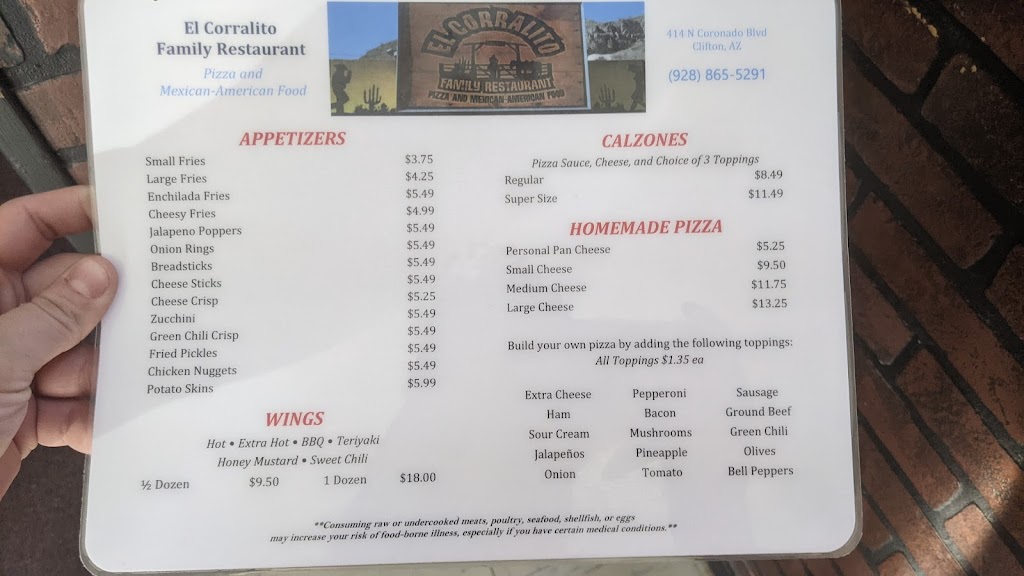 El Corralito
Family Restaurant
Pizza and
Mexican-American Food
EL CORRALITO
FAMILY RESTAURANT
PIZZA AND MEXICAN-AMERICAN FOOD
414 N Coronado Blvd
Clifton, AZ
(928) 865-5291
APPETIZERS
Small Fries $3.75
Large Fries $4.25
Enchilada Fries $5.49
Cheesy Fries $4.99
Jalapeno Poppers $5.49
Onion Rings $5.49
Breadsticks $5.49
Cheese Sticks $5.49
Cheese Crisp $5.25
Zucchini $5.49
Green Chili Crisp $5.49
Fried Pickles $5.49
Chicken Nuggets $5.49
Potato Skins $5.99
WINGS
Hot • Extra Hot • BBQ • Teriyaki
Honey Mustard • Sweet Chili
½ Dozen $9.50 1 Dozen $18.00
CALZONES
Pizza Sauce, Cheese, and Choice of 3 Toppings
Regular $8.49
Super Size $11.49
HOMEMADE PIZZA
Personal Pan Cheese $5.25
Small Cheese $9.50
Medium Cheese $11.75
Large Cheese $13.25
Build your own pizza by adding the following toppings:
All Toppings $1.35 ea
Extra Cheese Pepperoni Sausage
Ham Bacon Ground Beef
Sour Cream Mushrooms Green Chili
Jalapeños Pineapple Olives
Onion Tomato Bell Peppers
**Consuming raw or undercooked meats, poultry, seafood, shellfish, or eggs
may increase your risk of food-borne illness, especially if you have certain medical conditions.**